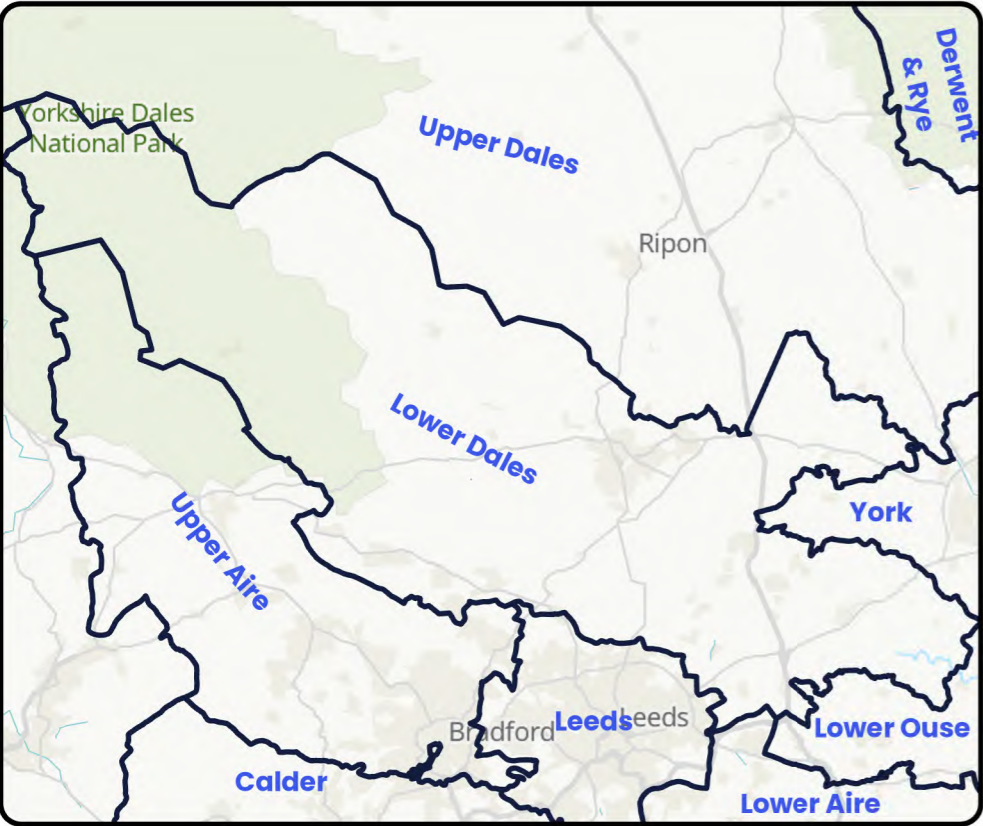 Derwent
& Rye
Yorkshire Dales
National Park
Upper Dales
Ripon
Lower Dales
York
Upper Aire
Bradford
Leeds
Leeds
Lower Ouse
Calder
Lower Aire